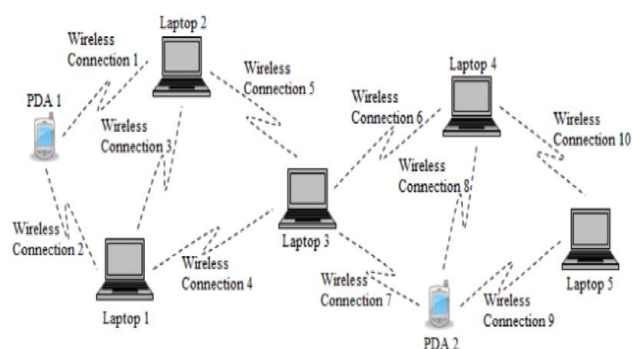 Laptop 2
Wireless
Connection 1
PDA 1
Wireless
Connection 3
Wireless
Connection 5
Wireless
Connection 2
Laptop 1
Wireless
Connection 4
Laptop 3
Wireless
Connection 6
Laptop 4
Wireless
Connection 8
Wireless
Connection 10
Wireless
Connection 7
PDA 2
Wireless
Connection 9
Laptop 5